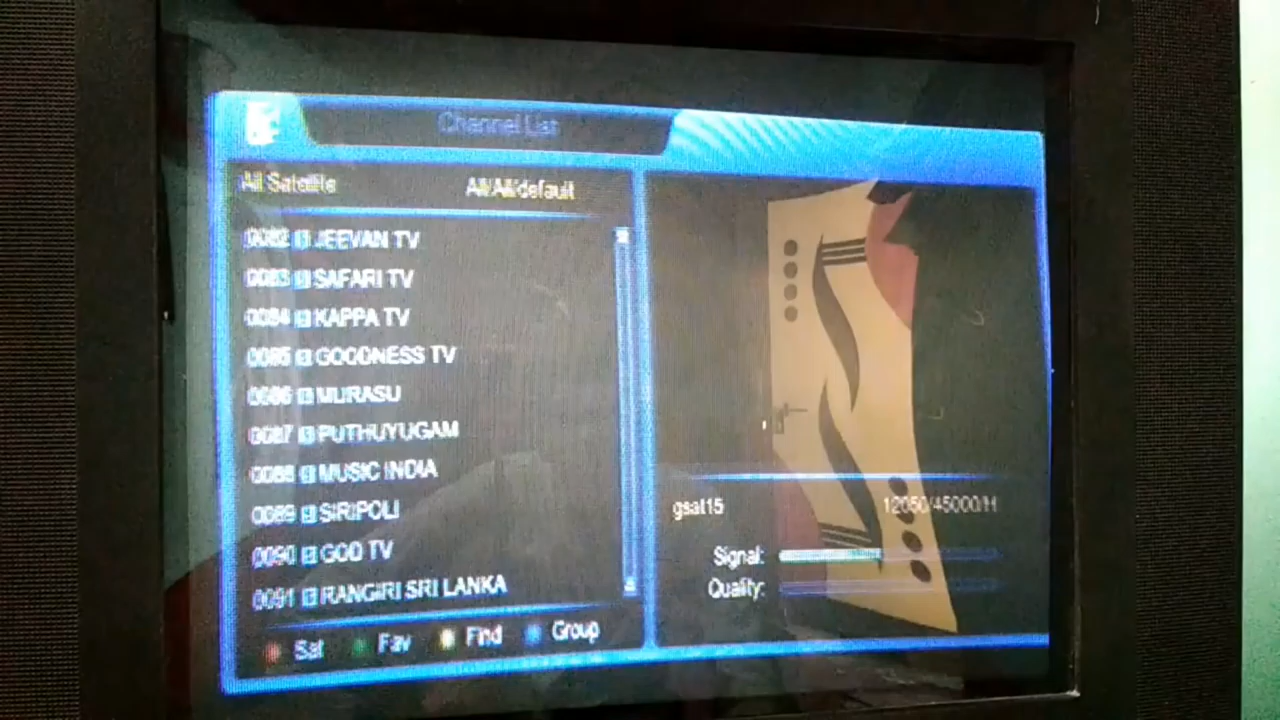 Channel List
All Satellite All/All/default
0082 JEEVAN TV
0083 SAFARI TV
0084 KAPPA TV
0085 GOODNESS TV
0086 MURASU
0087 PUTHUYUGAM
0088 MUSIC INDIA
0089 SIRIPOLI
0090 GOD TV
0091 RANGIRI SRI LANKA
Sat Fav Find Group
gsat15 12050/45000/H
Signal:
Quality: